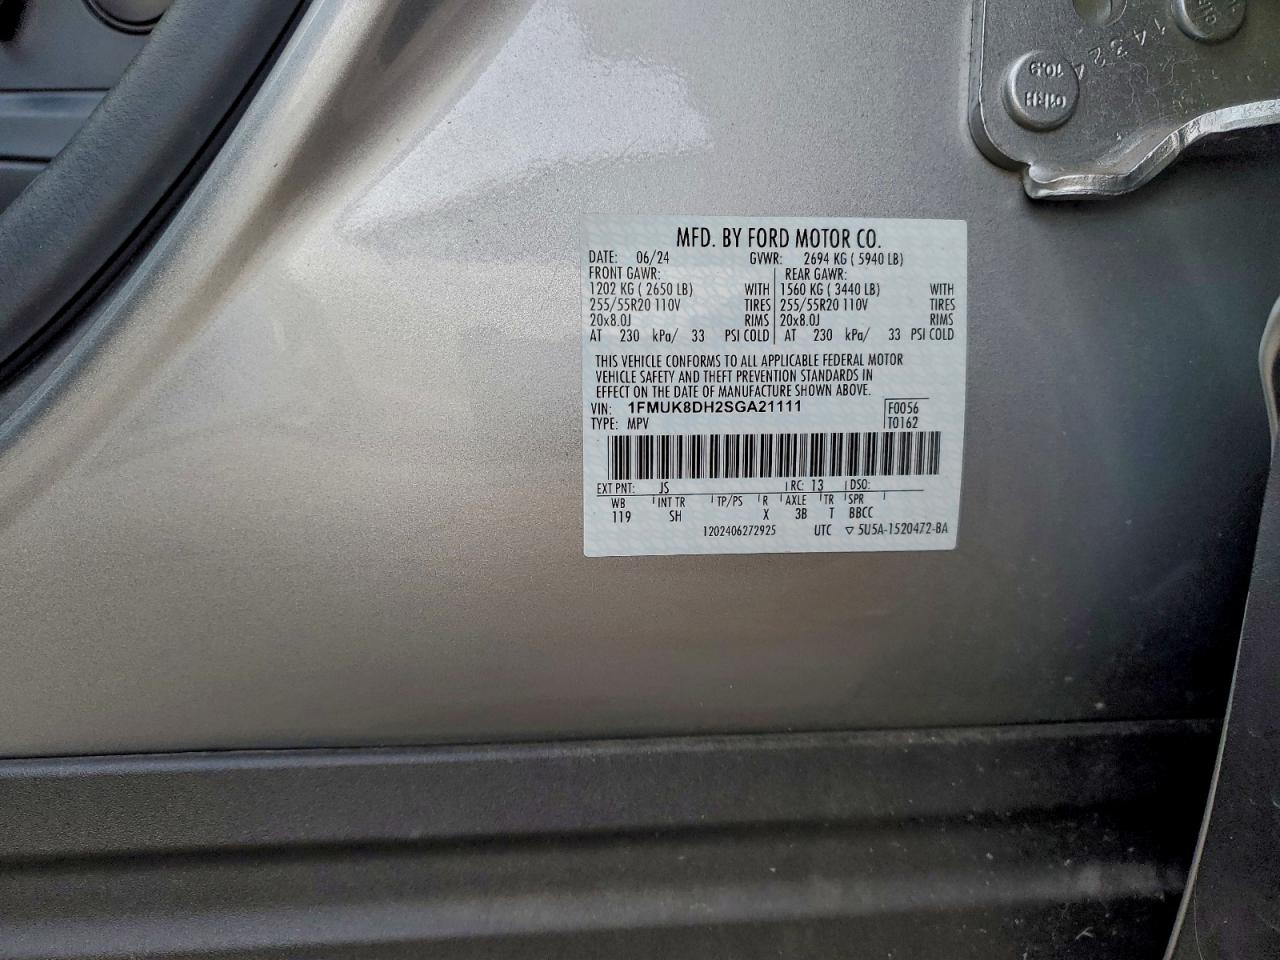 14324
10.9
01RH
MFD. BY FORD MOTOR CO.
DATE: 06/24 GVWR: 2694 KG ( 5940 LB)
FRONT GAWR: REAR GAWR:
1202 KG ( 2650 LB) WITH 1560 KG ( 3440 LB) WITH
255/55R20 110V TIRES 255/55R20 110V TIRES
20x8.0J RIMS 20x8.0J RIMS
AT 230 kPa/ 33 PSI COLD AT 230 kPa/ 33 PSI COLD
THIS VEHICLE CONFORMS TO ALL APPLICABLE FEDERAL MOTOR
VEHICLE SAFETY AND THEFT PREVENTION STANDARDS IN
EFFECT ON THE DATE OF MANUFACTURE SHOWN ABOVE.
VIN: 1FMUK8DH2SGA21111 F0056
TYPE: MPV T0162
EXT PNT: JS RC: 13 DSO:
WB INT TR TP/PS R AXLE TR SPR
119 SH X 3B T BBCC
1202406272925 UTC ▽ 5U5A-1520472-BA